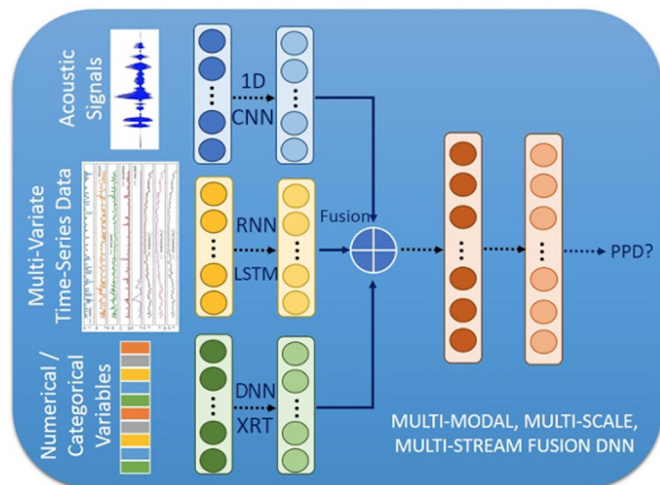 Acoustic
Signals
1D
CNN
Multi-Variate
Time-Series Data
RNN
LSTM
Fusion
PPD?
Numerical /
Categorical
Variables
DNN
XRT
MULTI-MODAL, MULTI-SCALE,
MULTI-STREAM FUSION DNN